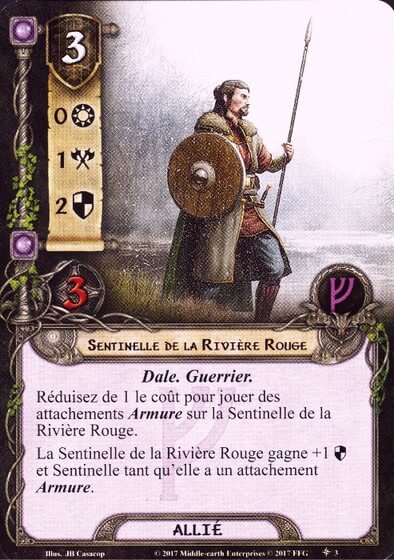 3
0
1
2
3
SENTINELLE DE LA RIVIÈRE ROUGE
Dale. Guerrier.
Réduisez de 1 le coût pour jouer des
attachements Armure sur la Sentinelle de la
Rivière Rouge.
La Sentinelle de la Rivière Rouge gagne +1
et Sentinelle tant qu'elle a un attachement
Armure.
ALLIÉ
Illus. JB Casacop © 2017 Middle-earth Enterprises © 2017 FFG 3